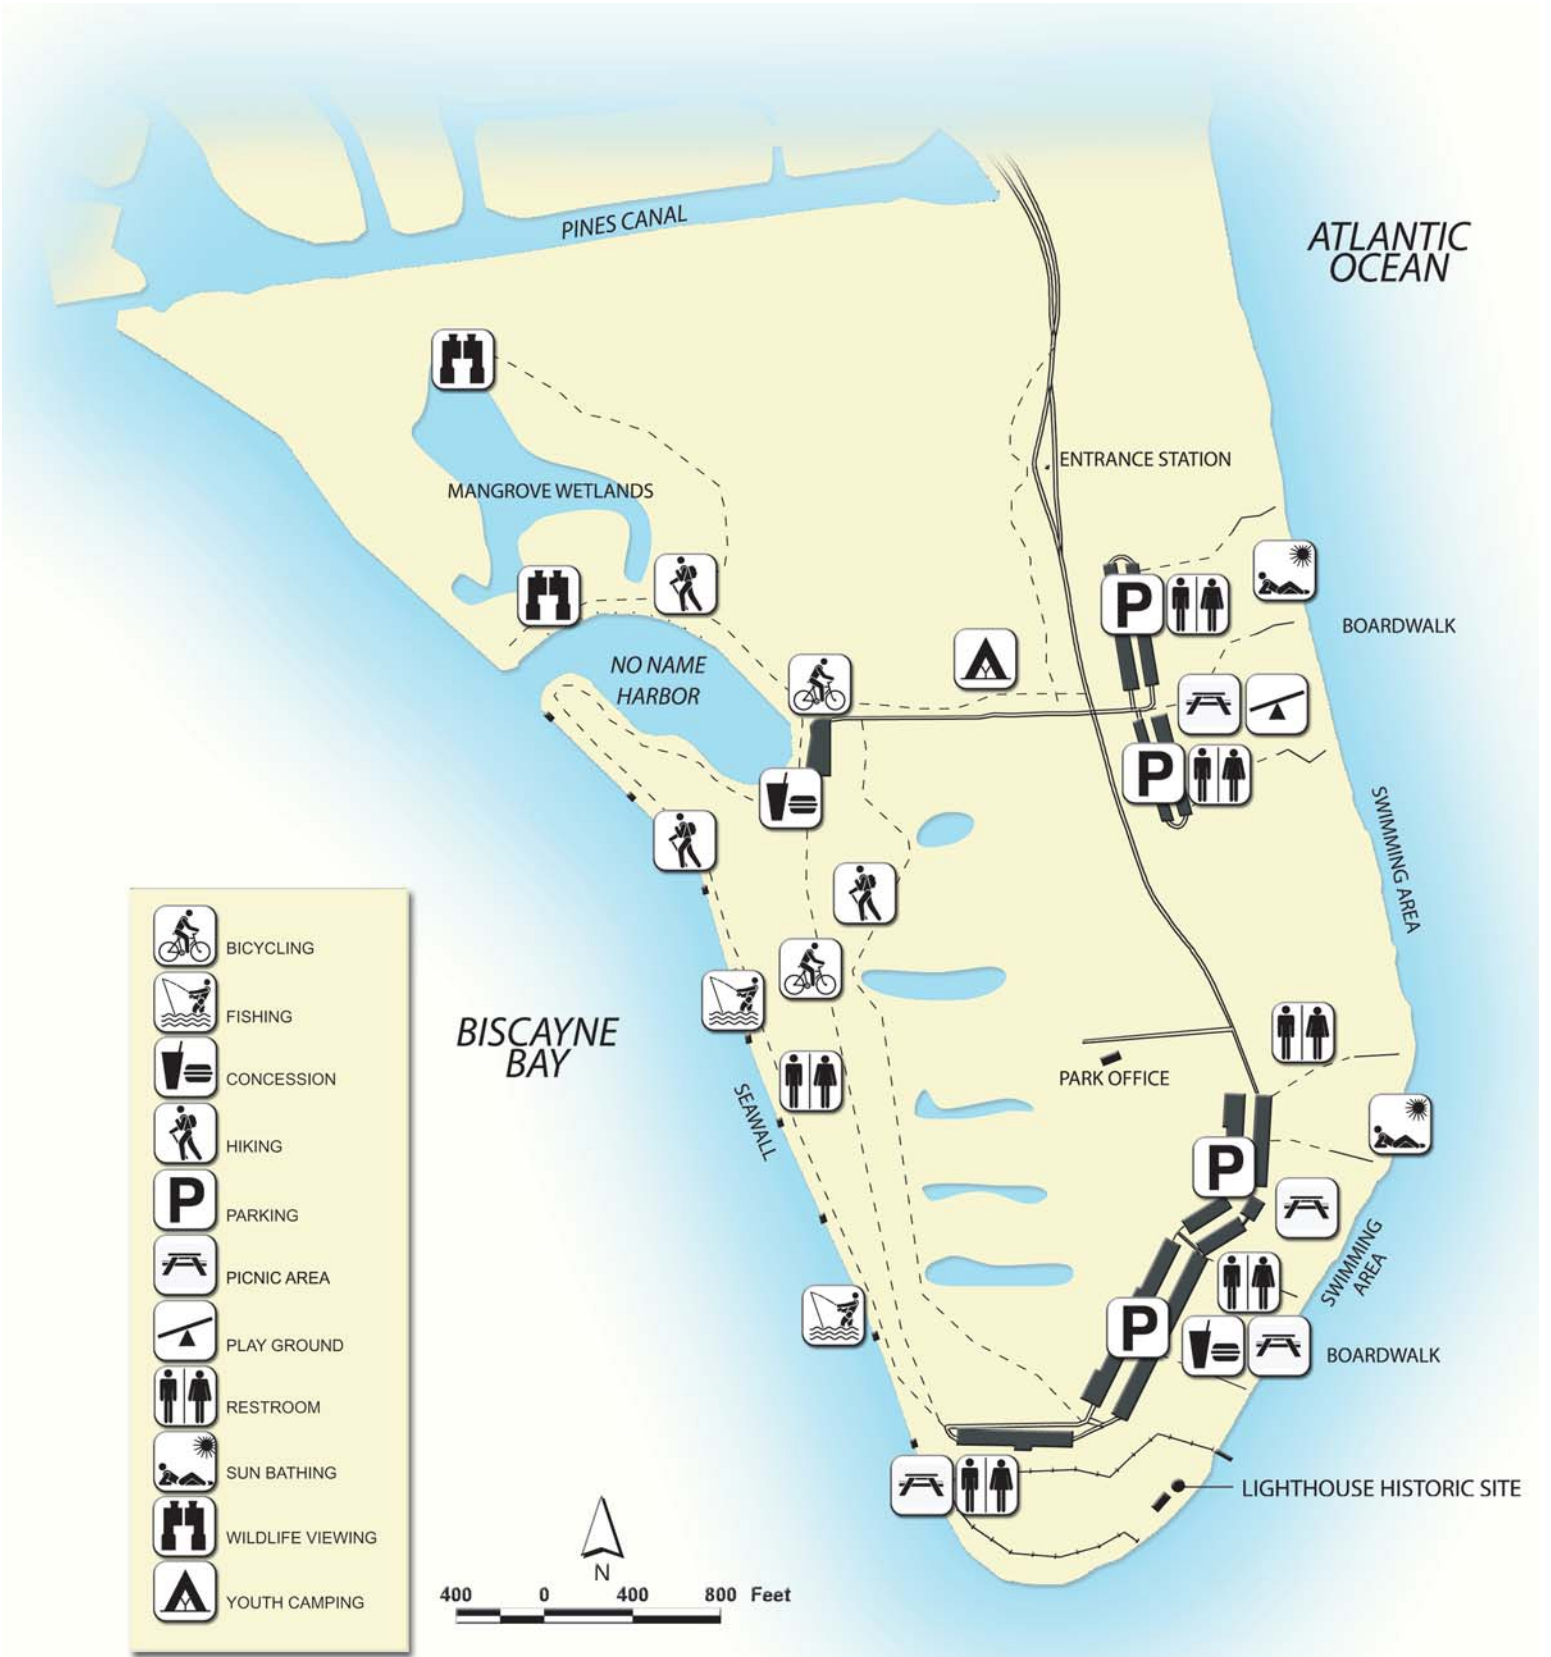 PINES CANAL
ATLANTIC
OCEAN
ENTRANCE STATION
MANGROVE WETLANDS
BOARDWALK
NO NAME
HARBOR
P
P
SWIMMING AREA
BISCAYNE
BAY
PARK OFFICE
SEAWALL
P
SWIMMING
AREA
P
BOARDWALK
LIGHTHOUSE HISTORIC SITE
BICYCLING
FISHING
CONCESSION
HIKING
P PARKING
PICNIC AREA
PLAY GROUND
RESTROOM
SUN BATHING
WILDLIFE VIEWING
YOUTH CAMPING
N
400 0 400 800 Feet